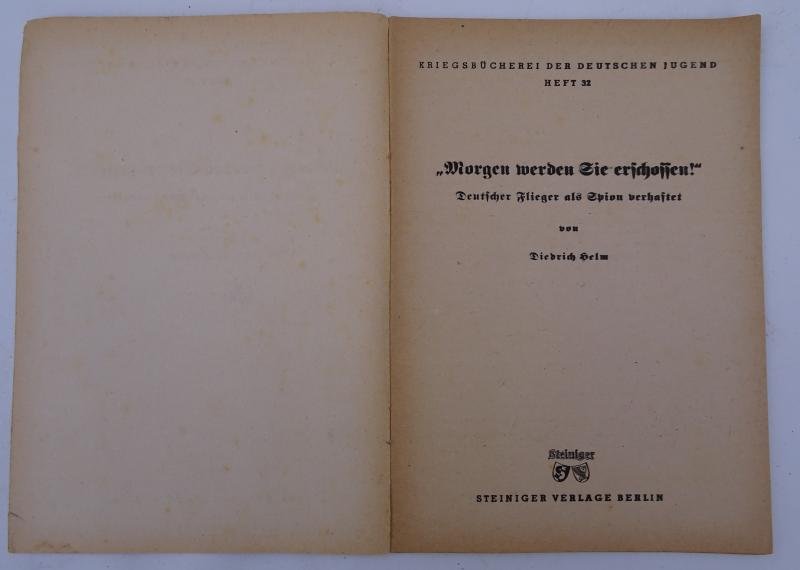 KRIEGSBÜCHEREI DER DEUTSCHEN JUGEND
HEFT 32
„Morgen werden Sie erschossen!“
Deutscher Flieger als Spion verhaftet
von
Diedrich Helm
Steiniger
STEINIGER VERLAGE BERLIN